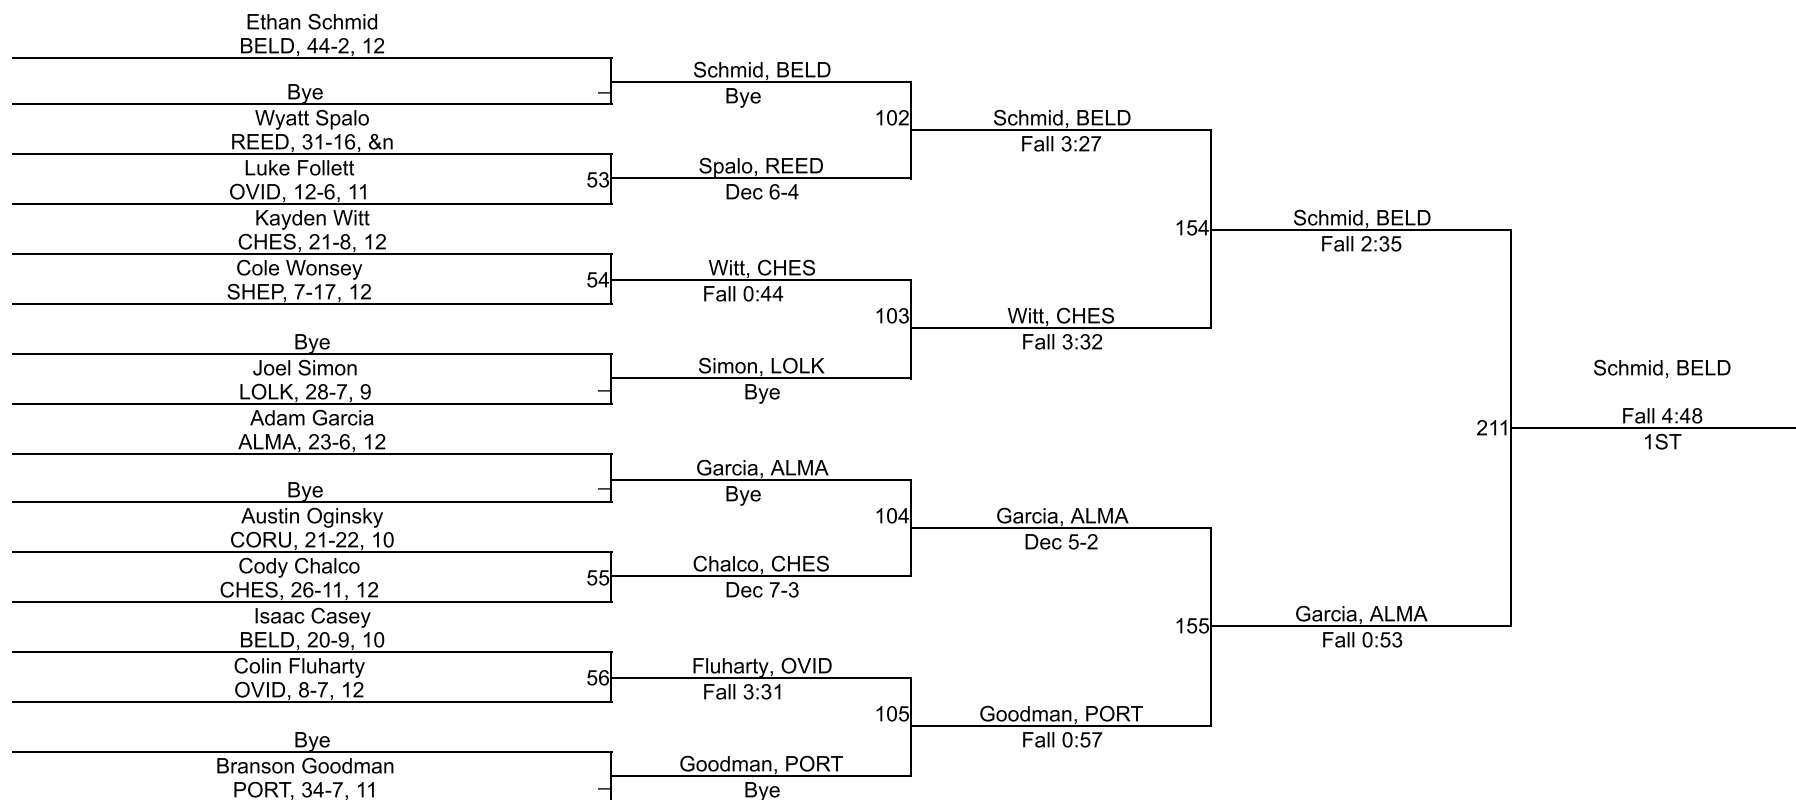 Ethan Schmid
BELD, 44-2, 12
Bye
Wyatt Spalo
REED, 31-16, &n
Luke Follett
OVID, 12-6, 11
Kayden Witt
CHES, 21-8, 12
Cole Wonsey
SHEP, 7-17, 12
Bye
Joel Simon
LOLK, 28-7, 9
Adam Garcia
ALMA, 23-6, 12
Bye
Austin Oginsky
CORU, 21-22, 10
Cody Chalco
CHES, 26-11, 12
Isaac Casey
BELD, 20-9, 10
Colin Fluharty
OVID, 8-7, 12
Bye
Branson Goodman
PORT, 34-7, 11
53
54
55
56
Schmid, BELD
Bye
Spalo, REED
Dec 6-4
Witt, CHES
Fall 0:44
Simon, LOLK
Bye
Garcia, ALMA
Bye
Chalco, CHES
Dec 7-3
Fluharty, OVID
Fall 3:31
Goodman, PORT
Bye
102
103
104
105
Schmid, BELD
Fall 3:27
Witt, CHES
Fall 3:32
Garcia, ALMA
Dec 5-2
Goodman, PORT
Fall 0:57
154
155
Schmid, BELD
Fall 2:35
Garcia, ALMA
Fall 0:53
211
Schmid, BELD
Fall 4:48
1ST